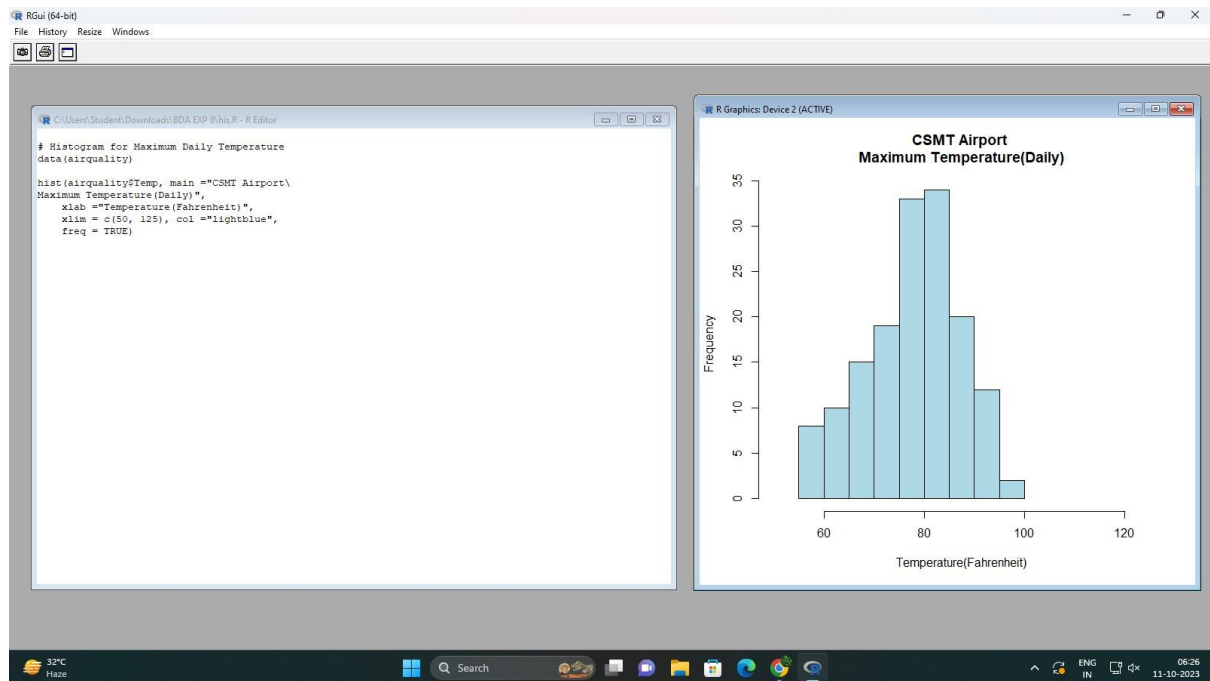 RGui (64-bit)
File History Resize Windows
C:\Users\Student\Downloads\BDA EXP 8\his.R - R Editor
# Histogram for Maximum Daily Temperature
data(airquality)
hist(airquality$Temp, main ="CSMT Airport\
Maximum Temperature(Daily)",
xlab ="Temperature(Fahrenheit)",
xlim = c(50, 125), col ="lightblue",
freq = TRUE)
R Graphics: Device 2 (ACTIVE)
CSMT Airport
Maximum Temperature(Daily)
35
30
25
20
15
10
5
0
Frequency
60 80 100 120
Temperature(Fahrenheit)
32°C
Haze
Search
ENG
IN
06:26
11-10-2023